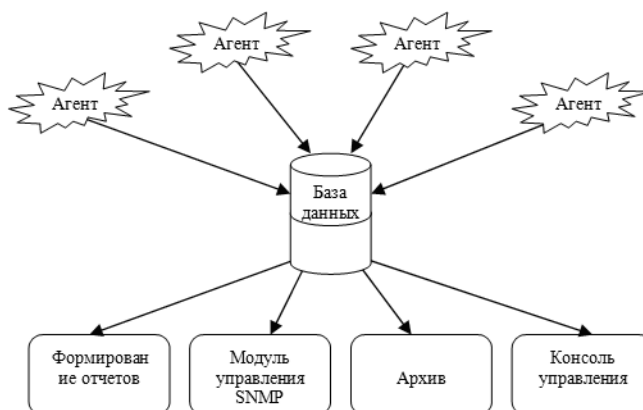 Агент
Агент
Агент
Агент
База
данных
Формирован
ие отчетов
Модуль
управления
SNMP
Архив
Консоль
управления